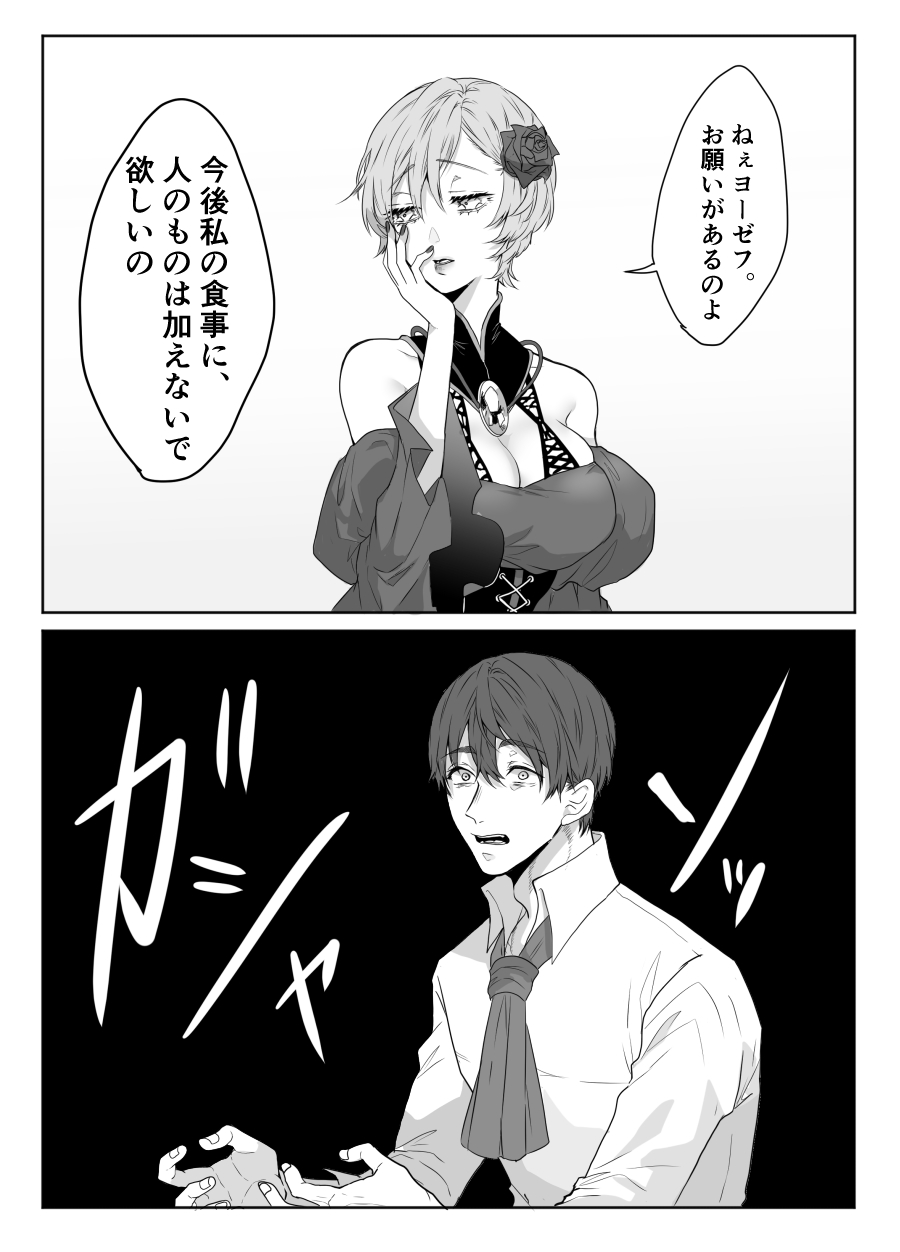 ねぇヨーゼフ。
お願いがあるのよ
今後私の食事に、
人のものは加えないで
欲しいの
ガシャンッ